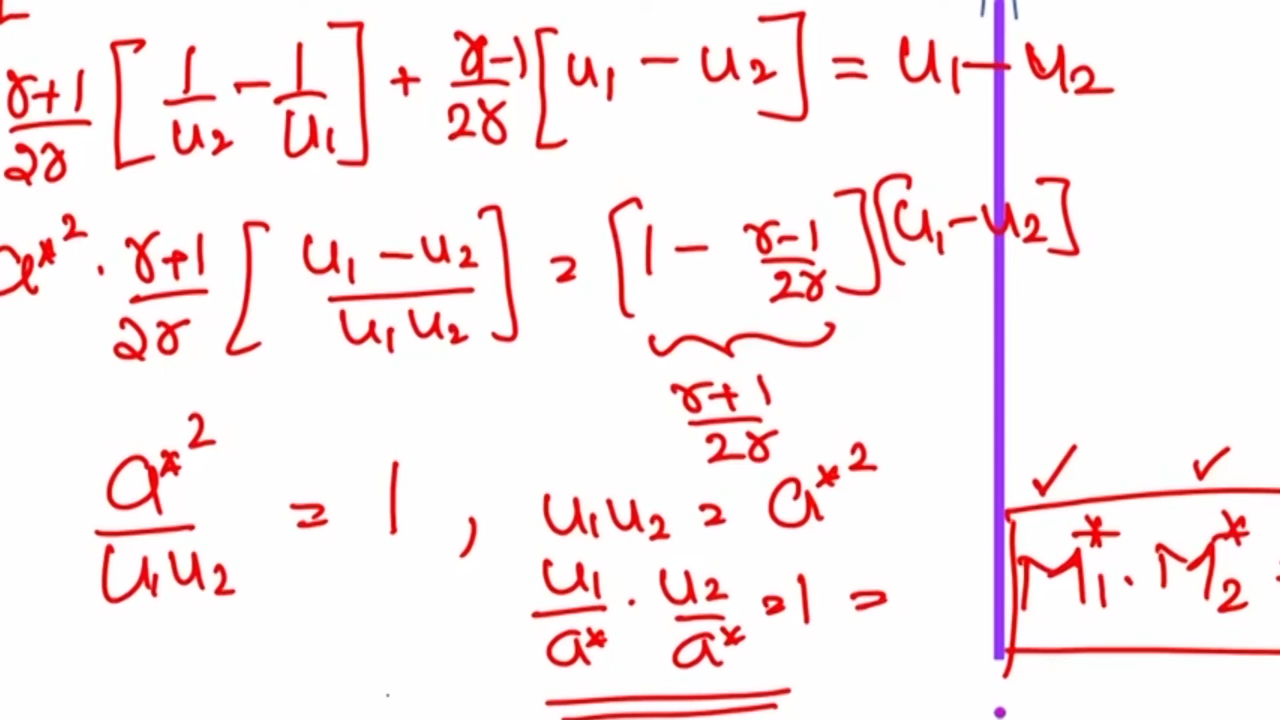 γ+1/2γ [1/u₂ − 1/u₁] + γ−1/2γ [u₁ − u₂] = u₁ − u₂
a*² · γ+1/2γ [u₁ − u₂/u₁u₂] = [1 − γ−1/2γ][u₁ − u₂]
γ+1/2γ
a*²/u₁u₂ = 1 , u₁u₂ = a*²
u₁/a* · u₂/a* = 1 =
M₁* · M₂*